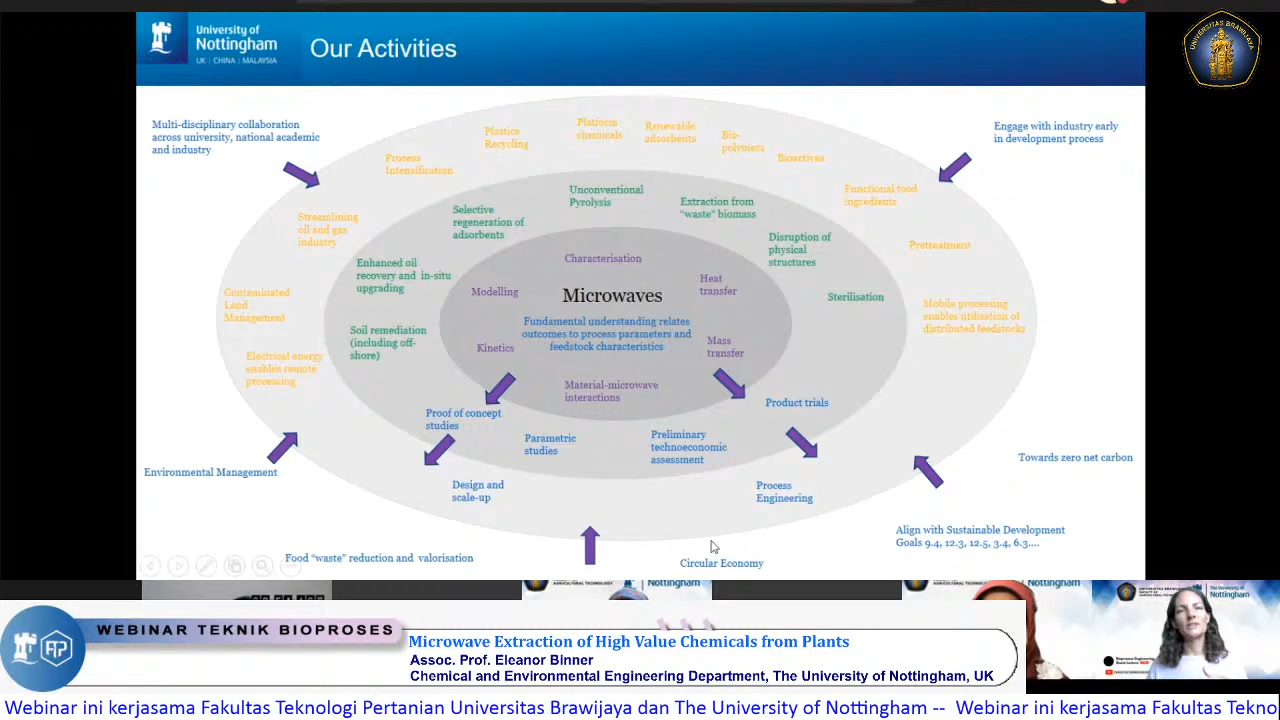 University of
Nottingham
UK | CHINA | MALAYSIA
Our Activities
UNIVERSITAS BRAWIJAYA
Multi-disciplinary collaboration
across university, national academic
and industry
Engage with industry early
in development process
Plastics
Recycling
Platform
chemicals
Renewable
adsorbents
Bio-
polymers
Bioactives
Process
Intensification
Functional food
ingredients
Streamlining
oil and gas
industry
Pretreatment
Contaminated
Land
Management
Mobile processing
enables utilisation of
distributed feedstocks
Electrical energy
enables remote
processing
Unconventional
Pyrolysis
Selective
regeneration of
adsorbents
Extraction from
“waste” biomass
Disruption of
physical
structures
Enhanced oil
recovery and in-situ
upgrading
Sterilisation
Soil remediation
(including off-
shore)
Characterisation
Modelling
Heat
transfer
Microwaves
Fundamental understanding relates
outcomes to process parameters and
feedstock characteristics
Kinetics
Mass
transfer
Material-microwave
interactions
Proof of concept
studies
Product trials
Parametric
studies
Preliminary
technoeconomic
assessment
Design and
scale-up
Process
Engineering
Environmental Management
Towards zero net carbon
Align with Sustainable Development
Goals 9.4, 12.3, 12.5, 3.4, 6.3....
Food “waste” reduction and valorisation
Circular Economy
Nottingham
Nottingham
Nottingham
WEBINAR TEKNIK BIOPROSES
Microwave Extraction of High Value Chemicals from Plants
Assoc. Prof. Eleanor Binner
Chemical and Environmental Engineering Department, The University of Nottingham, UK
Webinar ini kerjasama Fakultas Teknologi Pertanian Universitas Brawijaya dan The University of Nottingham -- Webinar ini kerjasama Fakultas Tekno